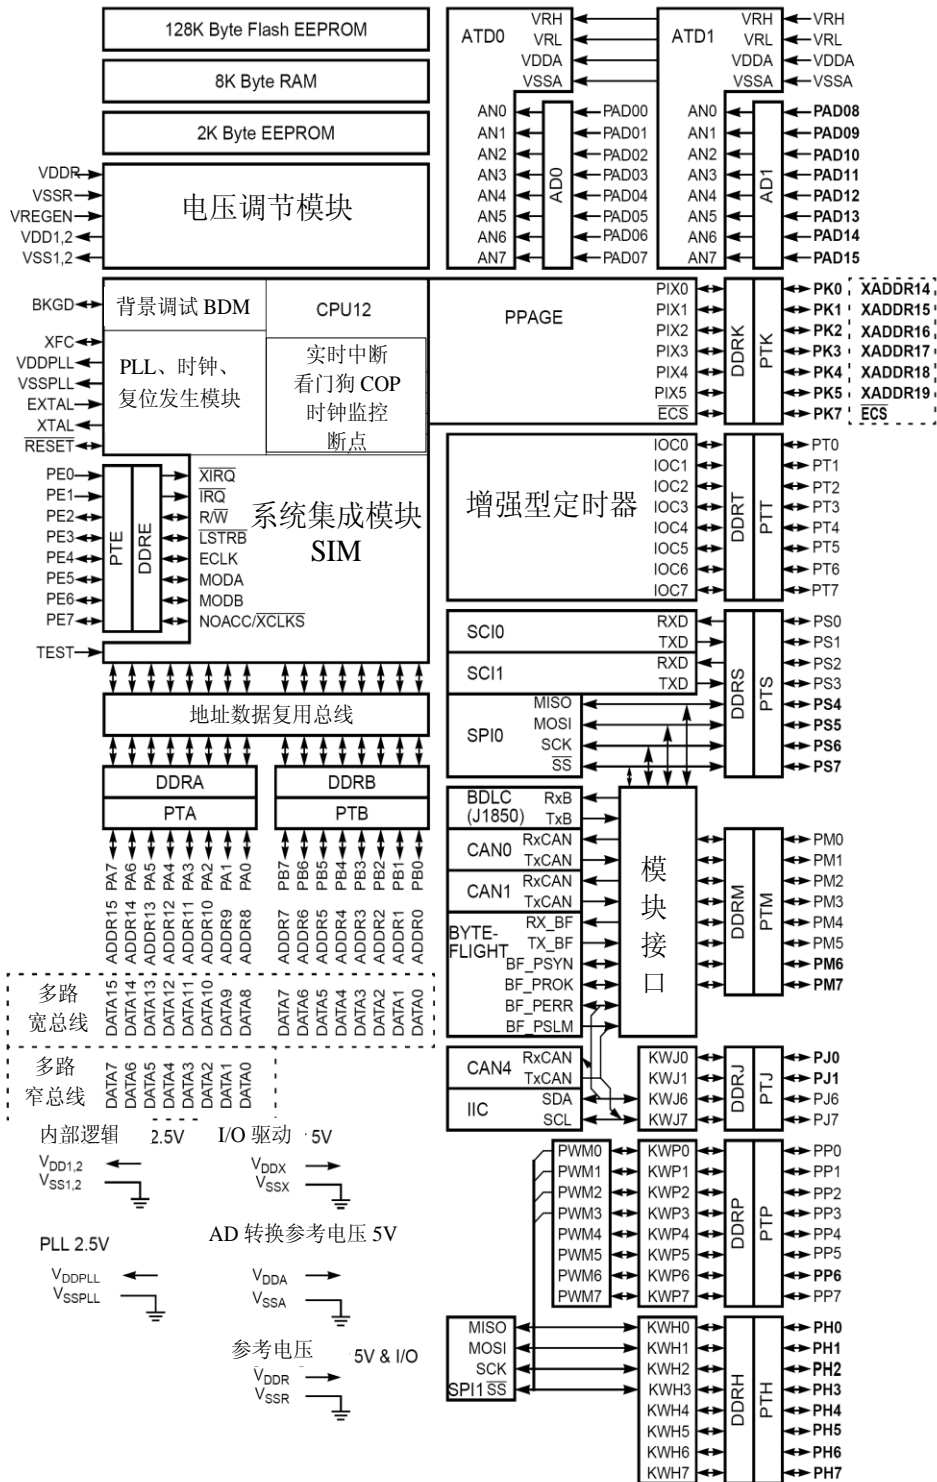 128K Byte Flash EEPROM
8K Byte RAM
2K Byte EEPROM
VDDR
VSSR
VREGEN
VDD1,2
VSS1,2
电压调节模块
ATD0
VRH
VRL
VDDA
VSSA
AN0
AN1
AN2
AN3
AN4
AN5
AN6
AN7
AD0
PAD00
PAD01
PAD02
PAD03
PAD04
PAD05
PAD06
PAD07
ATD1
VRH
VRL
VDDA
VSSA
VRH
VRL
VDDA
VSSA
AN0
AN1
AN2
AN3
AN4
AN5
AN6
AN7
AD1
PAD08
PAD09
PAD10
PAD11
PAD12
PAD13
PAD14
PAD15
BKGD
XFC
VDDPLL
VSSPLL
EXTAL
XTAL
RESET
背景调试 BDM
CPU12
PLL、时钟、
复位发生模块
实时中断
看门狗 COP
时钟监控
断点
PPAGE
PIX0
PIX1
PIX2
PIX3
PIX4
PIX5
ECS
DDRK
PTK
PK0 XADDR14
PK1 XADDR15
PK2 XADDR16
PK3 XADDR17
PK4 XADDR18
PK5 XADDR19
PK7 ECS
PE0
PE1
PE2
PE3
PE4
PE5
PE6
PE7
TEST
PTE
DDRE
XIRQ
IRQ
R/W
LSTRB
ECLK
MODA
MODB
NOACC/XCLKS
系统集成模块
SIM
增强型定时器
IOC0
IOC1
IOC2
IOC3
IOC4
IOC5
IOC6
IOC7
DDRT
PTT
PT0
PT1
PT2
PT3
PT4
PT5
PT6
PT7
SCI0
RXD
TXD
SCI1
RXD
TXD
SPI0
MISO
MOSI
SCK
SS
DDRS
PTS
PS0
PS1
PS2
PS3
PS4
PS5
PS6
PS7
地址数据复用总线
DDRA
PTA
DDRB
PTB
PA7
PA6
PA5
PA4
PA3
PA2
PA1
PA0
PB7
PB6
PB5
PB4
PB3
PB2
PB1
PB0
ADDR15
ADDR14
ADDR13
ADDR12
ADDR11
ADDR10
ADDR9
ADDR8
ADDR7
ADDR6
ADDR5
ADDR4
ADDR3
ADDR2
ADDR1
ADDR0
多路
宽总线
DATA15
DATA14
DATA13
DATA12
DATA11
DATA10
DATA9
DATA8
DATA7
DATA6
DATA5
DATA4
DATA3
DATA2
DATA1
DATA0
多路
窄总线
DATA7
DATA6
DATA5
DATA4
DATA3
DATA2
DATA1
DATA0
BDLC
(J1850)
RxB
TxB
CAN0
RxCAN
TxCAN
CAN1
RxCAN
TxCAN
BYTE-
FLIGHT
RX_BF
TX_BF
BF_PSYN
BF_PROK
BF_PERR
BF_PSLM
模块接口
DDRM
PTM
PM0
PM1
PM2
PM3
PM4
PM5
PM6
PM7
CAN4
RxCAN
TxCAN
IIC
SDA
SCL
KWJ0
KWJ1
KWJ6
KWJ7
DDRJ
PTJ
PJ0
PJ1
PJ6
PJ7
PWM0
PWM1
PWM2
PWM3
PWM4
PWM5
PWM6
PWM7
KWP0
KWP1
KWP2
KWP3
KWP4
KWP5
KWP6
KWP7
DDRP
PTP
PP0
PP1
PP2
PP3
PP4
PP5
PP6
PP7
SPI1
MISO
MOSI
SCK
SS
KWH0
KWH1
KWH2
KWH3
KWH4
KWH5
KWH6
KWH7
DDRH
PTH
PH0
PH1
PH2
PH3
PH4
PH5
PH6
PH7
内部逻辑 2.5V
VDD1,2
VSS1,2
I/O 驱动 5V
VDDX
VSSX
PLL 2.5V
VDDPLL
VSSPLL
AD 转换参考电压 5V
VDDA
VSSA
参考电压 5V & I/O
VDDR
VSSR